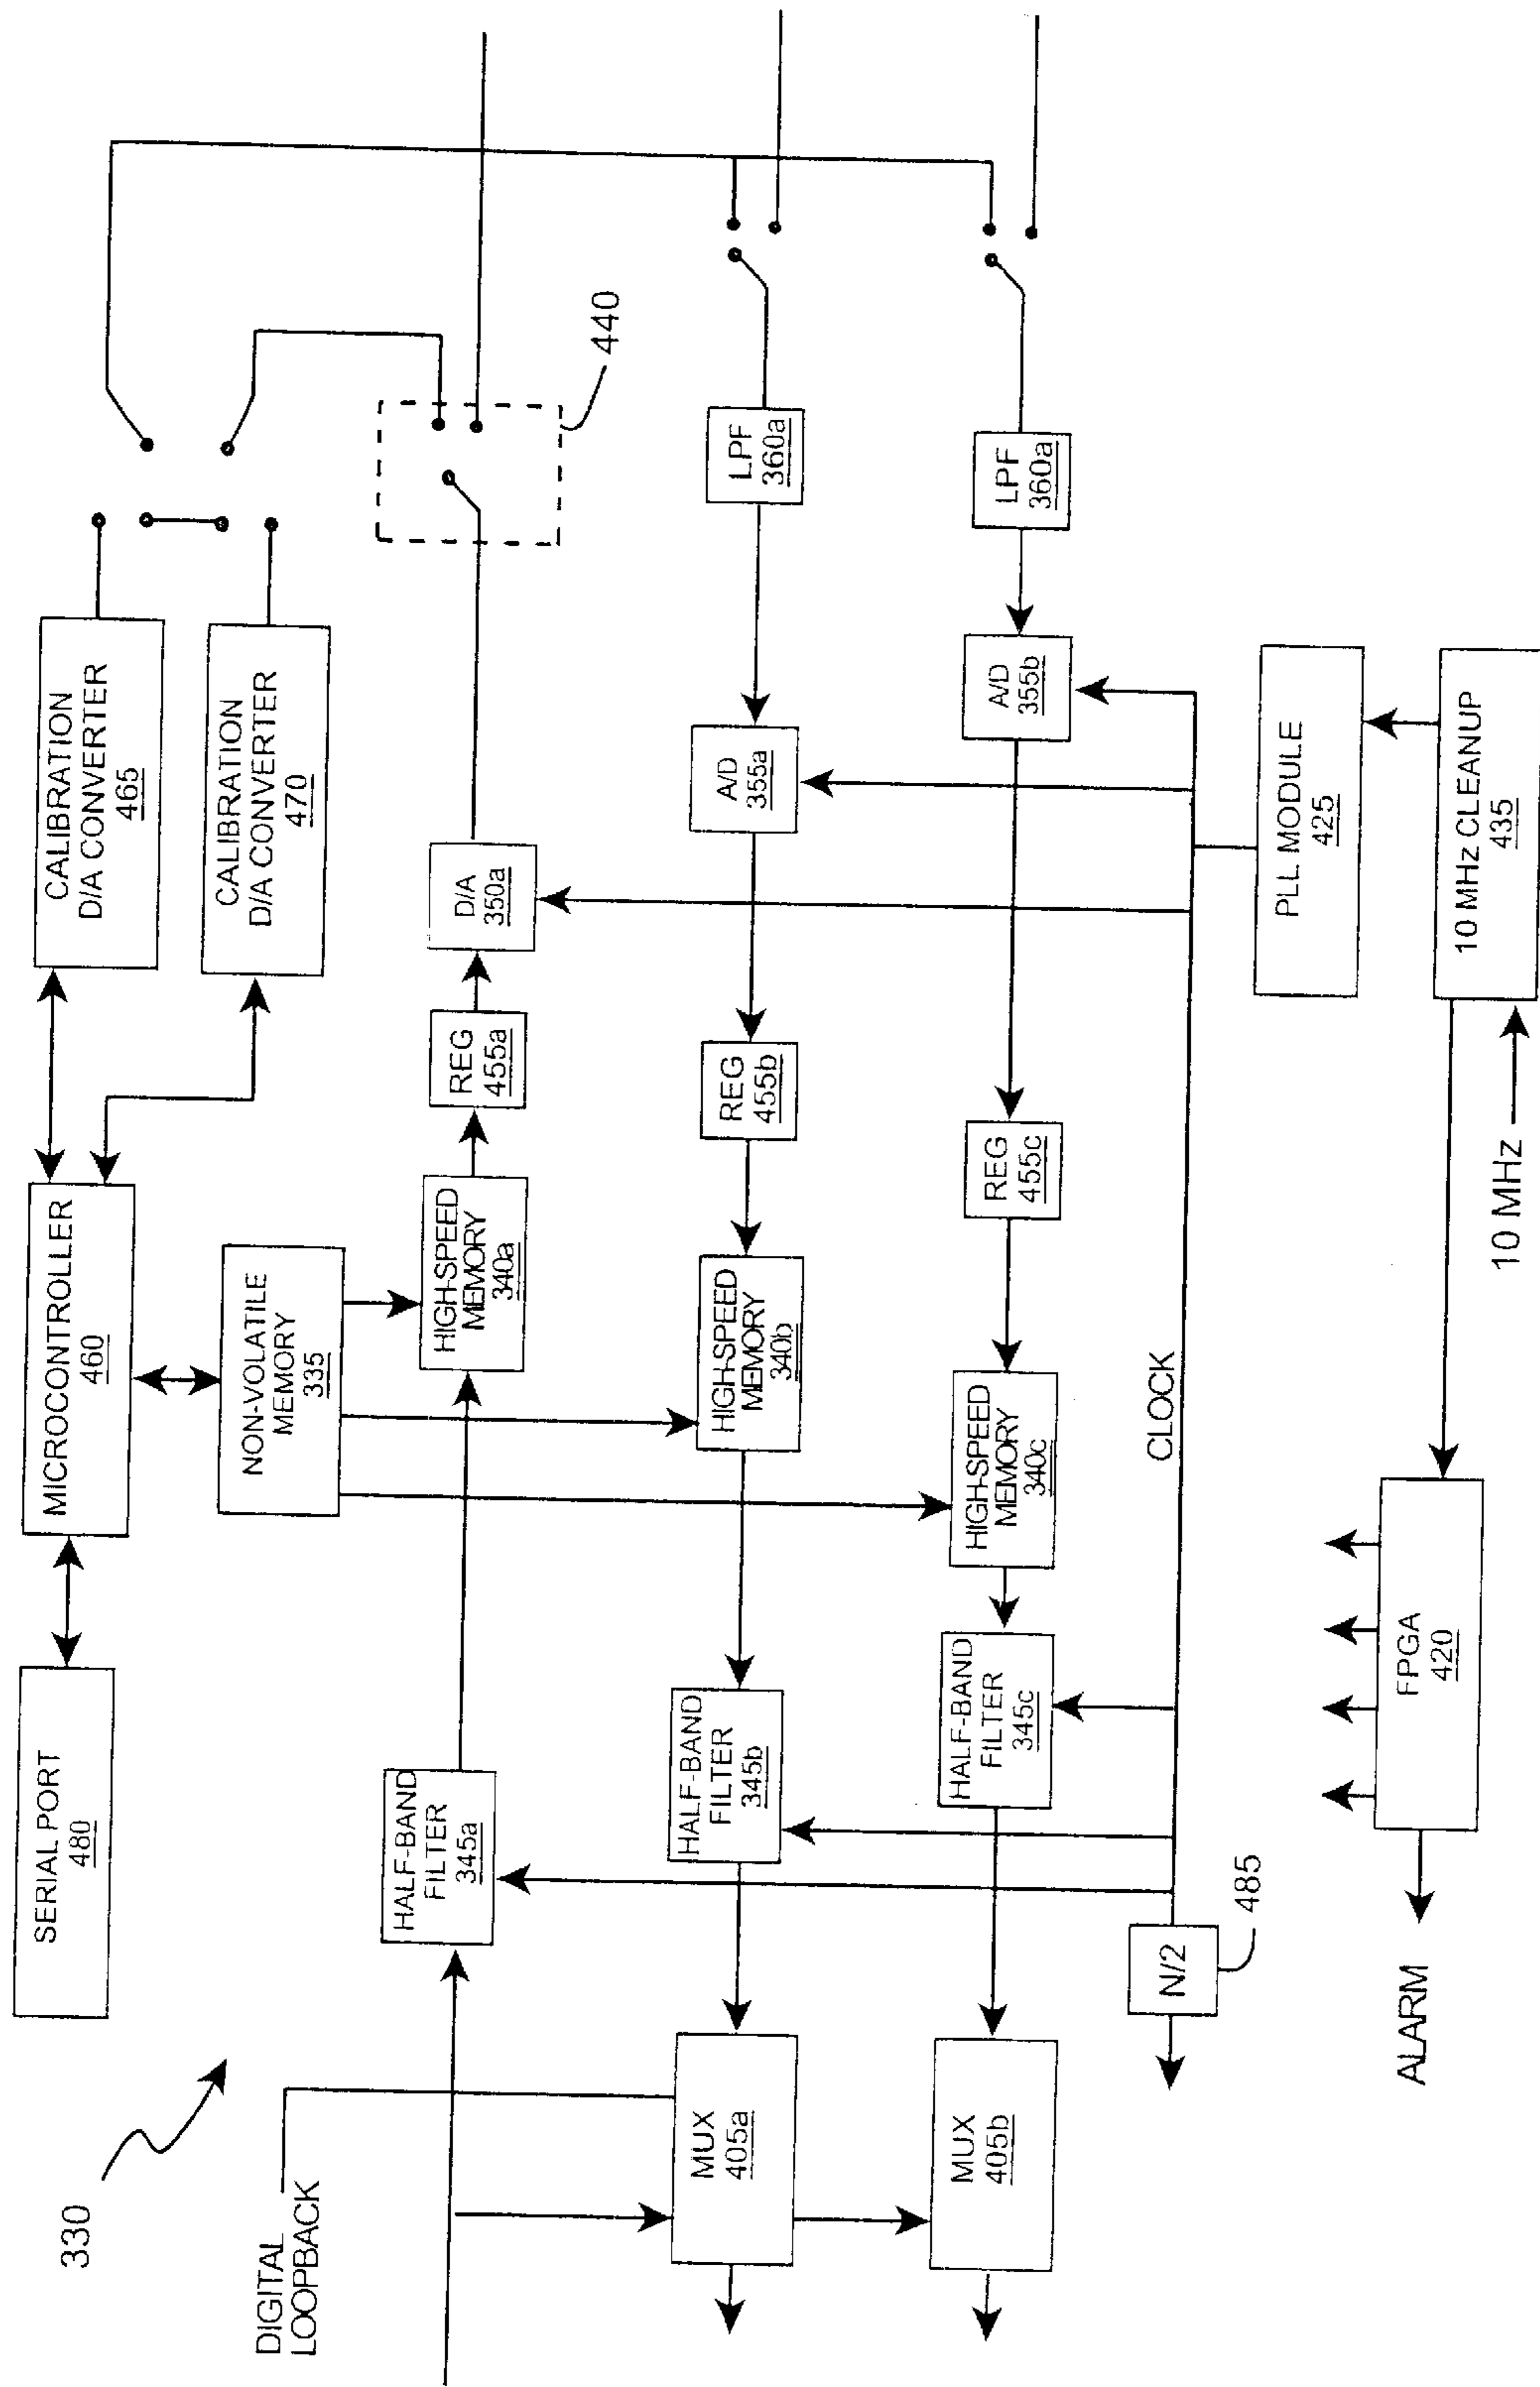 330
DIGITAL
LOOPBACK
SERIAL PORT
480
MICROCONTROLLER
460
CALIBRATION
D/A CONVERTER
465
CALIBRATION
D/A CONVERTER
470
NON-VOLATILE
MEMORY
335
HALF-BAND
FILTER
345a
HIGH-SPEED
MEMORY
340a
REG
455a
D/A
350a
440
MUX
405a
HALF-BAND
FILTER
345b
HIGH-SPEED
MEMORY
340b
REG
455b
A/D
355a
LPF
360a
MUX
405b
HALF-BAND
FILTER
345c
HIGH-SPEED
MEMORY
340c
REG
455c
A/D
355b
LPF
360a
N/2
485
CLOCK
PLL MODULE
425
ALARM
FPGA
420
10 MHz
10 MHz CLEANUP
435